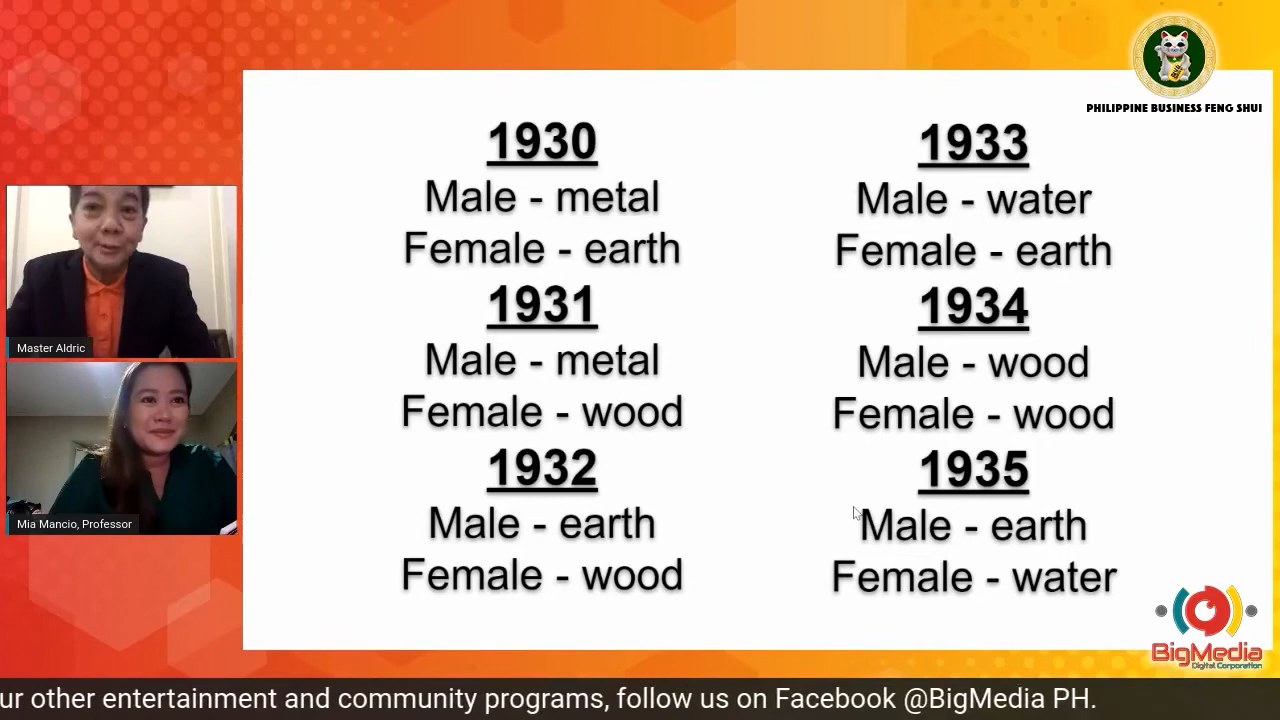 PHILIPPINE BUSINESS FENG SHUI
1930
Male - metal
Female - earth
1931
Male - metal
Female - wood
1932
Male - earth
Female - wood
1933
Male - water
Female - earth
1934
Male - wood
Female - wood
1935
Male - earth
Female - water
Master Aldric
Mia Mancio, Professor
BigMedia
Digital Corporation
ur other entertainment and community programs, follow us on Facebook @BigMedia PH.